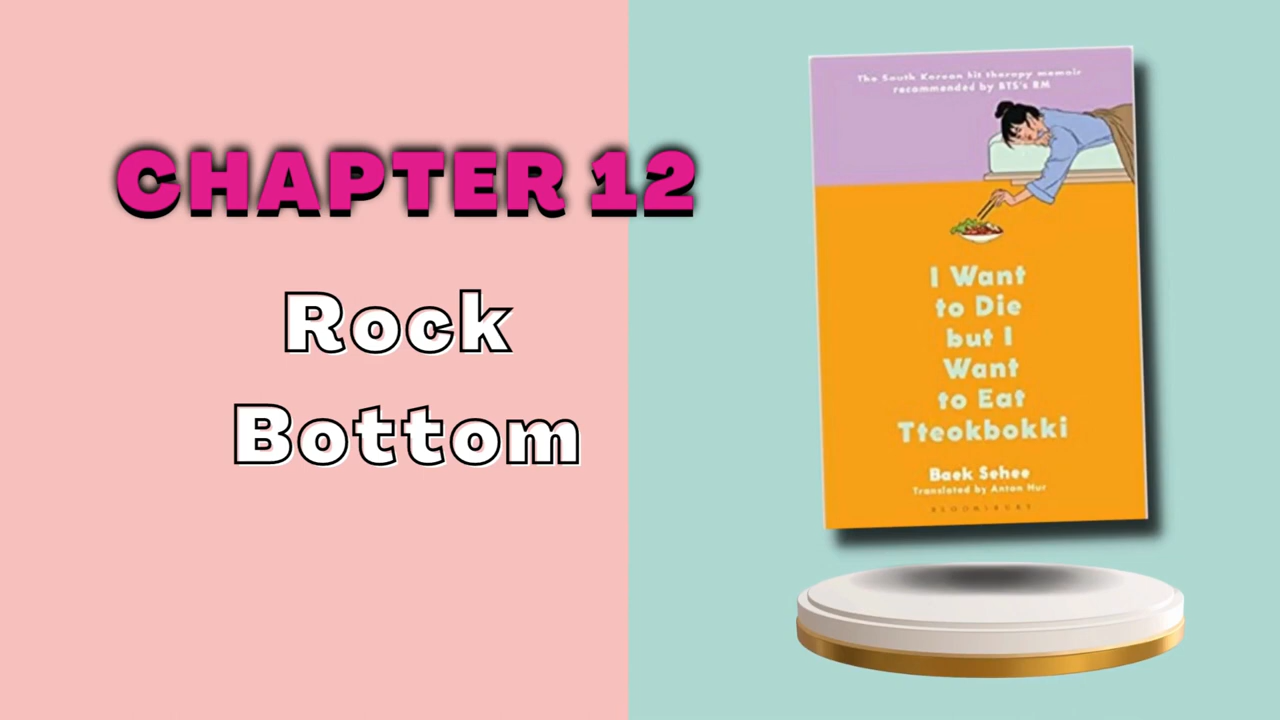 CHAPTER 12
Rock
Bottom
The South Korean hit therapy memoir
recommended by BTS's RM
I Want
to Die
but I
Want
to Eat
Tteokbokki
Baek Sehee
Translated by Anton Hur
BLOOMSBURY